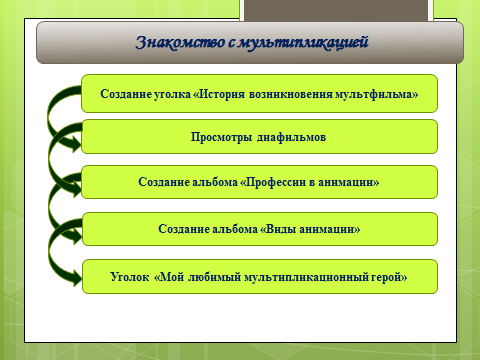 Знакомство с мультипликацией
Создание уголка «История возникновения мультфильма»
Просмотры диафильмов
Создание альбома «Профессии в анимации»
Создание альбома «Виды анимации»
Уголок «Мой любимый мультипликационный герой»